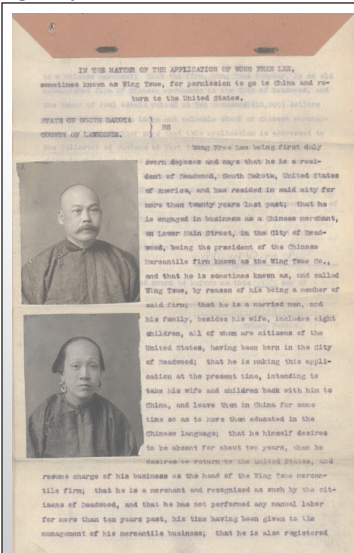 IN THE MATTER OF THE APPLICATION OF WONG FREE LEE,
sometimes known as Wing Tsue, for permission to go to China and re-
turn to the United States.
STATE OF SOUTH DAKOTA )
COUNTY OF LAWRENCE. ) SS
Wong Free Lee being first duly
sworn deposes and says that he is a resi-
dent of Deadwood, South Dakota, United States
of America, and has resided in said city for
more than twenty years last past; that he
is engaged in business as a Chinese merchant,
on Lower Main Street, in the City of Dead-
wood, being the president of the Chinese
Mercantile firm known as the Wing Tsue Co.,
and that he is sometimes known as, and called
Wing Tsue, by reason of his being a member of
said firm; that he is a married man, and
his family, besides his wife, includes eight
children, all of whom are citizens of the
United States, having been born in the City
of Deadwood; that he is making this appli-
cation at the present time, intending to
take his wife and children back with him to
China, and leave them in China for some
time so as to have them educated in the
Chinese language; that he himself desires
to be absent for about two years, when he
desires to return to the United States, and
resume charge of his business as the head of the Wing Tsue mercan-
tile firm; that he is a merchant and recognized as such by the cit-
izens of Deadwood, and that he has not performed any manual labor
for more than ten years past, his time having been given to the
management of his mercantile business; that he is also registered